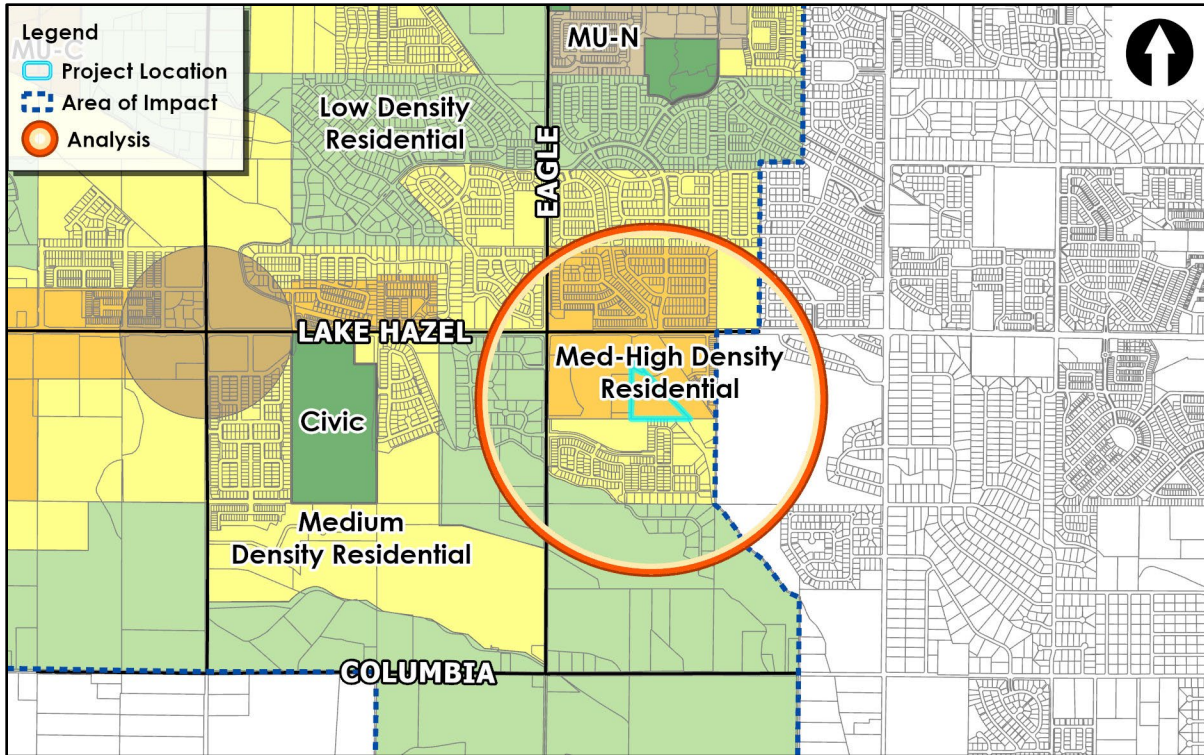 Legend
MU-C
Project Location
Area of Impact
Analysis
MU-N
Low Density
Residential
EAGLE
LAKE HAZEL
Med-High Density
Residential
Civic
Medium
Density Residential
COLUMBIA